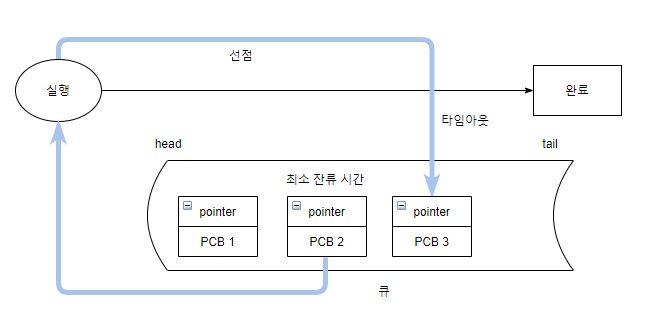 선점
실행
완료
타임아웃
head
tail
최소 잔류 시간
pointer
pointer
pointer
PCB 1
PCB 2
PCB 3
큐